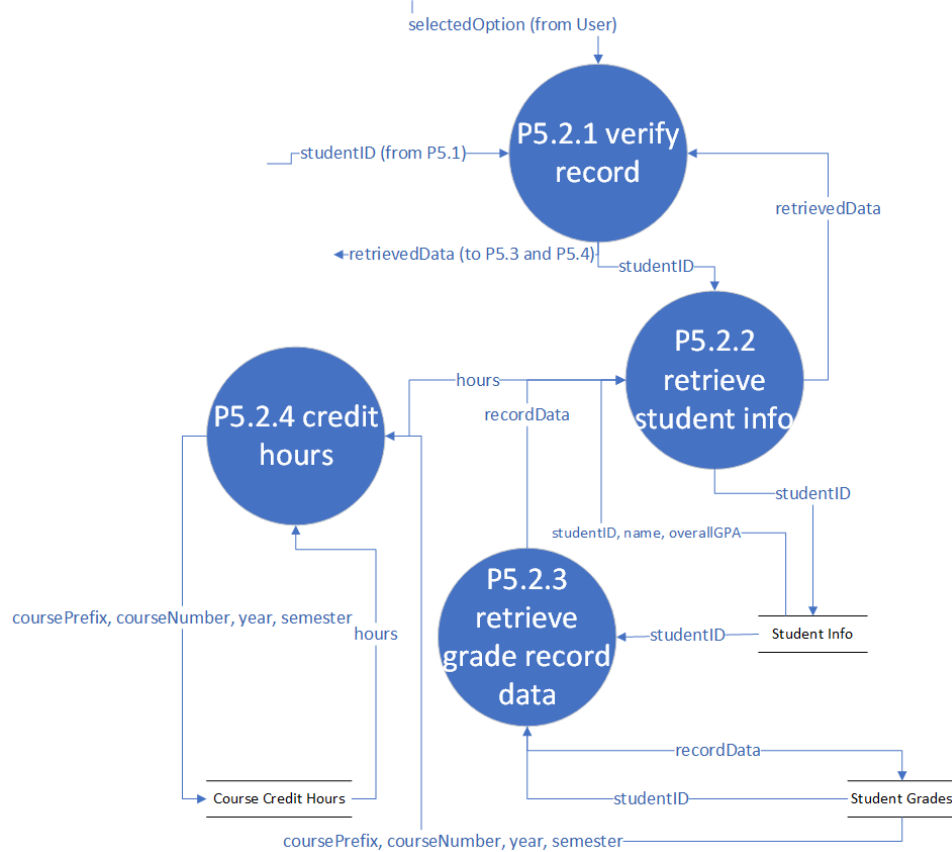 selectedOption (from User)
P5.2.1 verify
record
studentID (from P5.1)
retrievedData
retrievedData (to P5.3 and P5.4)
studentID
P5.2.2
retrieve
student info
hours
recordData
P5.2.4 credit
hours
studentID
studentID, name, overallGPA
P5.2.3
retrieve
grade record
data
coursePrefix, courseNumber, year, semester
hours
studentID
Student Info
recordData
Course Credit Hours
studentID
Student Grades
coursePrefix, courseNumber, year, semester